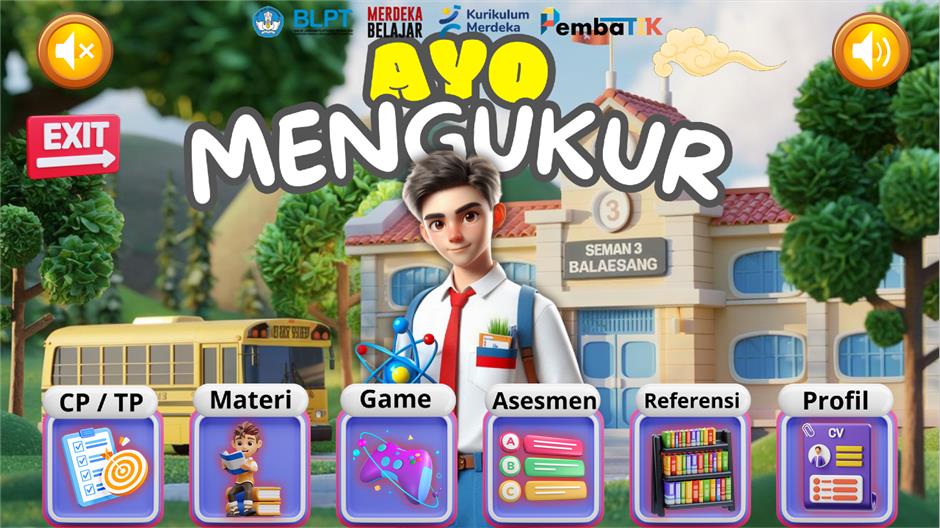 BLPT
MERDEKA
BELAJAR
Kurikulum
Merdeka
PembaTIK
AYO
MENGUKUR
EXIT
3
SEMAN 3
BALAESANG
CP / TP
Materi
Game
Asesmen
Referensi
Profil
A
B
C
CV